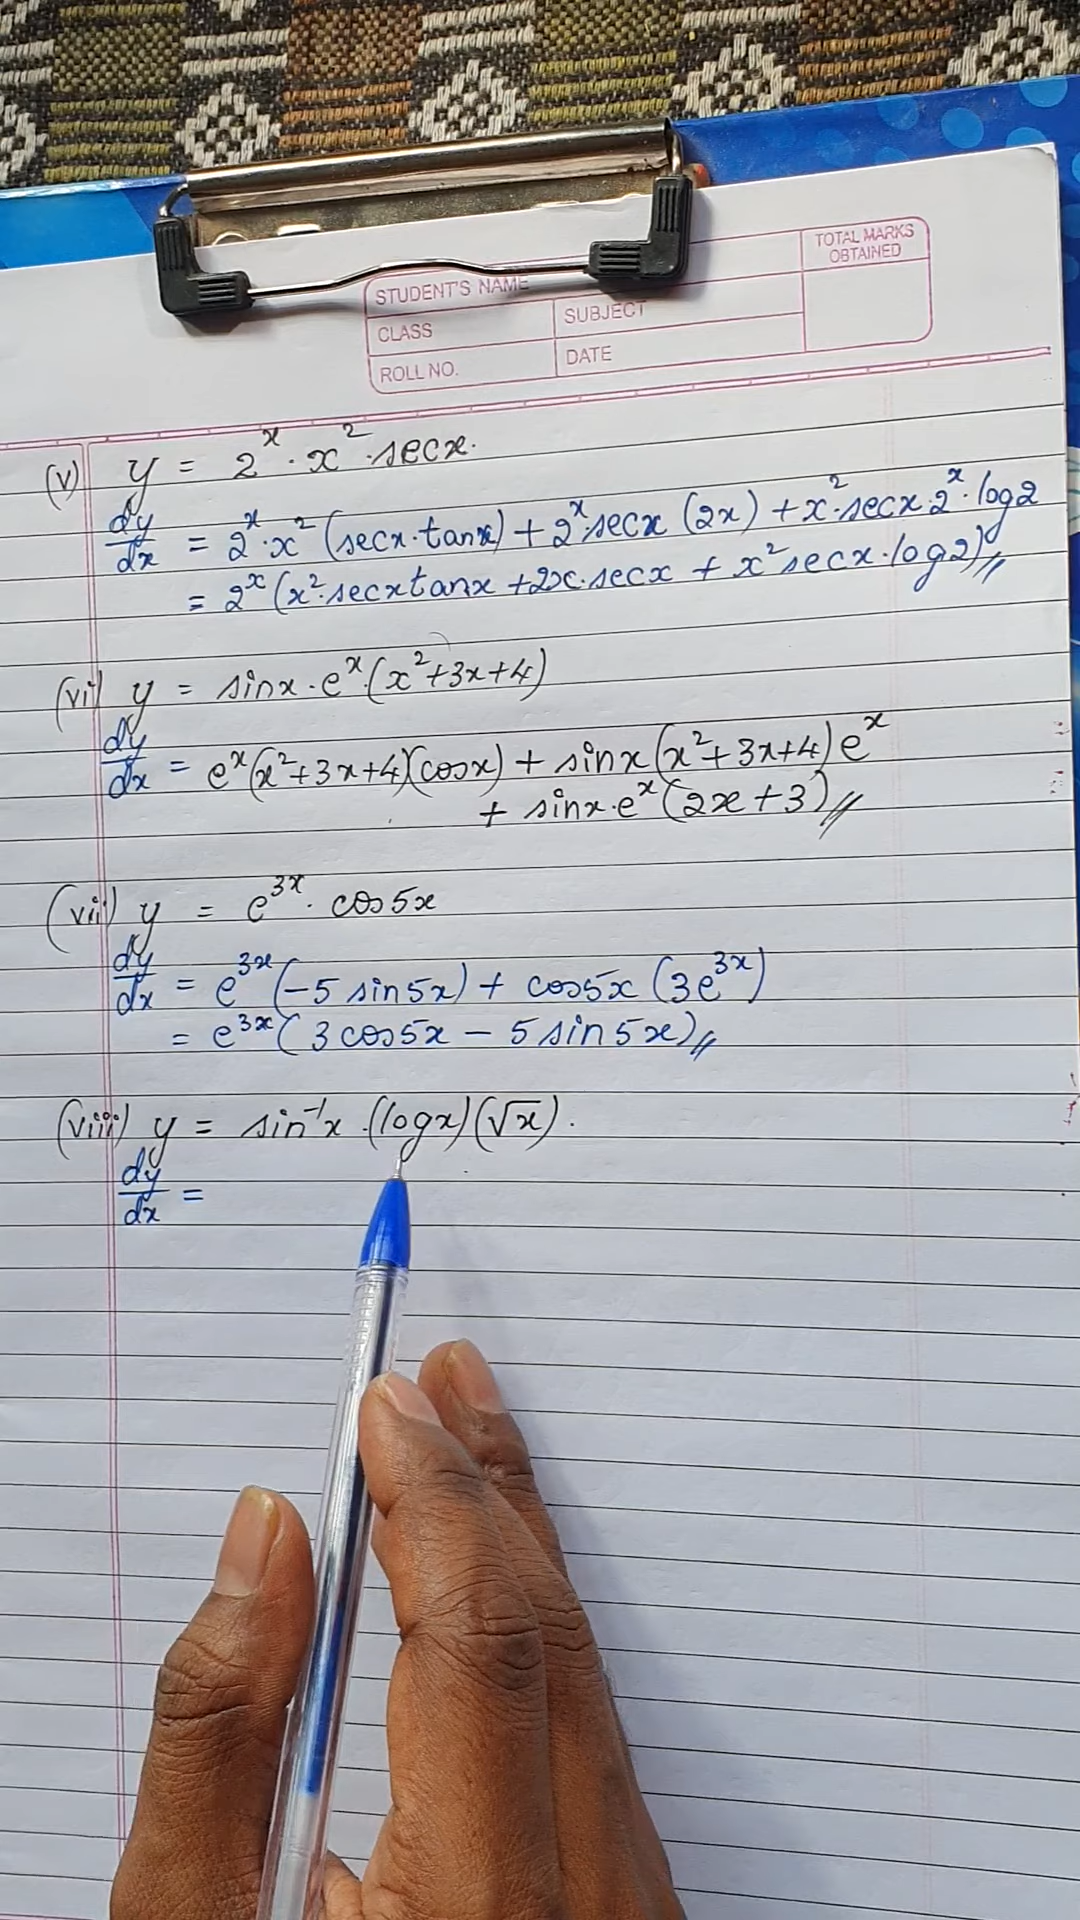 STUDENT'S NAME
TOTAL MARKS OBTAINED
CLASS
SUBJECT
ROLL NO.
DATE
(v) y = 2^x · x^2 · secx.
dy/dx = 2^x · x^2 (secx · tanx) + 2^x · secx (2x) + x^2 · secx · 2^x · log2
= 2^x (x^2 · secx tanx + 2x · secx + x^2 secx · log2)//
(vi) y = sinx · e^x · (x^2+3x+4)
dy/dx = e^x (x^2+3x+4)(cosx) + sinx (x^2+3x+4) e^x
+ sinx · e^x (2x+3)//
(vii) y = e^3x · cos5x
dy/dx = e^3x (-5 sin5x) + cos5x (3e^3x)
= e^3x (3cos5x - 5 sin5x)//
(viii) y = sin^-1 x · (logx)(√x).
dy/dx =